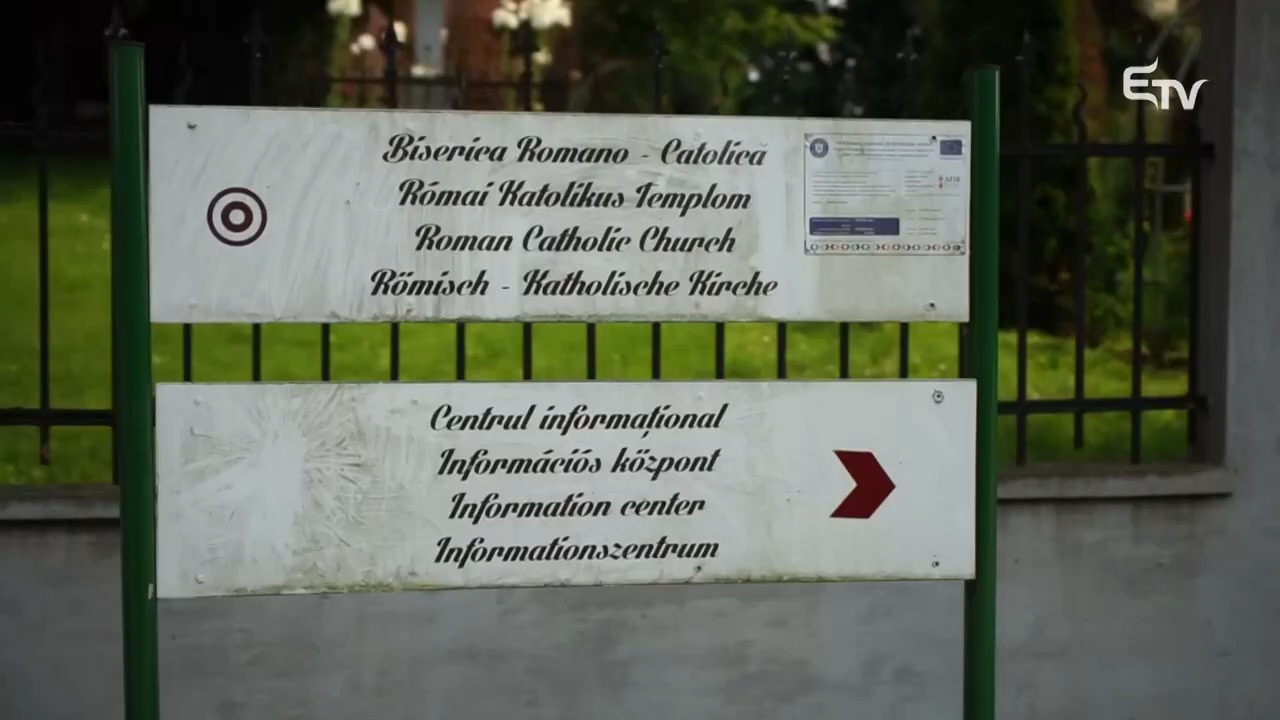 ETV
Biserica Romano - Catolică
Római Katolikus Templom
Roman Catholic Church
Römisch - Katholische Kirche
Centrul informațional
Információs központ
Information center
Informationszentrum